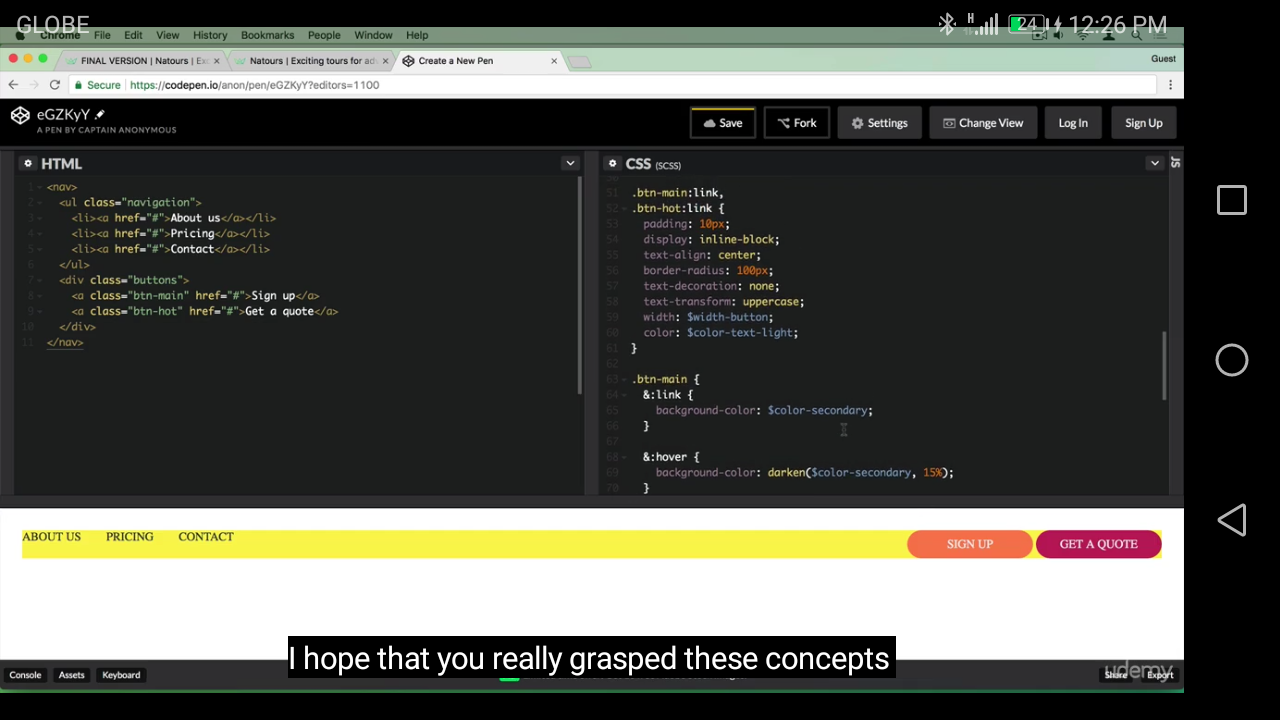 GLOBE
24 12:26 PM
Chrome File Edit View History Bookmarks People Window Help
FINAL VERSION | Natours | Exc
Natours | Exciting tours for adv
Create a New Pen
Guest
Secure https://codepen.io/anon/pen/eGZKyY?editors=1100
eGZKyY
A PEN BY CAPTAIN ANONYMOUS
Save Fork Settings Change View Log In Sign Up
HTML
1 <nav>
2 <ul class="navigation">
3 <li><a href="#">About us</a></li>
4 <li><a href="#">Pricing</a></li>
5 <li><a href="#">Contact</a></li>
6 </ul>
7 <div class="buttons">
8 <a class="btn-main" href="#">Sign up</a>
9 <a class="btn-hot" href="#">Get a quote</a>
10 </div>
11 </nav>
CSS (SCSS)
JS
51 .btn-main:link,
52 .btn-hot:link {
53 padding: 10px;
54 display: inline-block;
55 text-align: center;
56 border-radius: 100px;
57 text-decoration: none;
58 text-transform: uppercase;
59 width: $width-button;
60 color: $color-text-light;
61 }
62
63 .btn-main {
64 &:link {
65 background-color: $color-secondary;
66 }
67
68 &:hover {
69 background-color: darken($color-secondary, 15%);
70 }
ABOUT US PRICING CONTACT SIGN UP GET A QUOTE
I hope that you really grasped these concepts
Console Assets Keyboard
Share Export
udemy